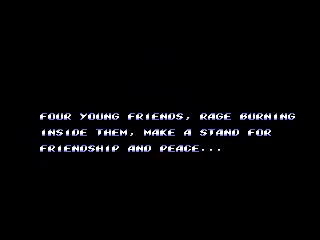 FOUR YOUNG FRIENDS, RAGE BURNING
INSIDE THEM, MAKE A STAND FOR
FRIENDSHIP AND PEACE...